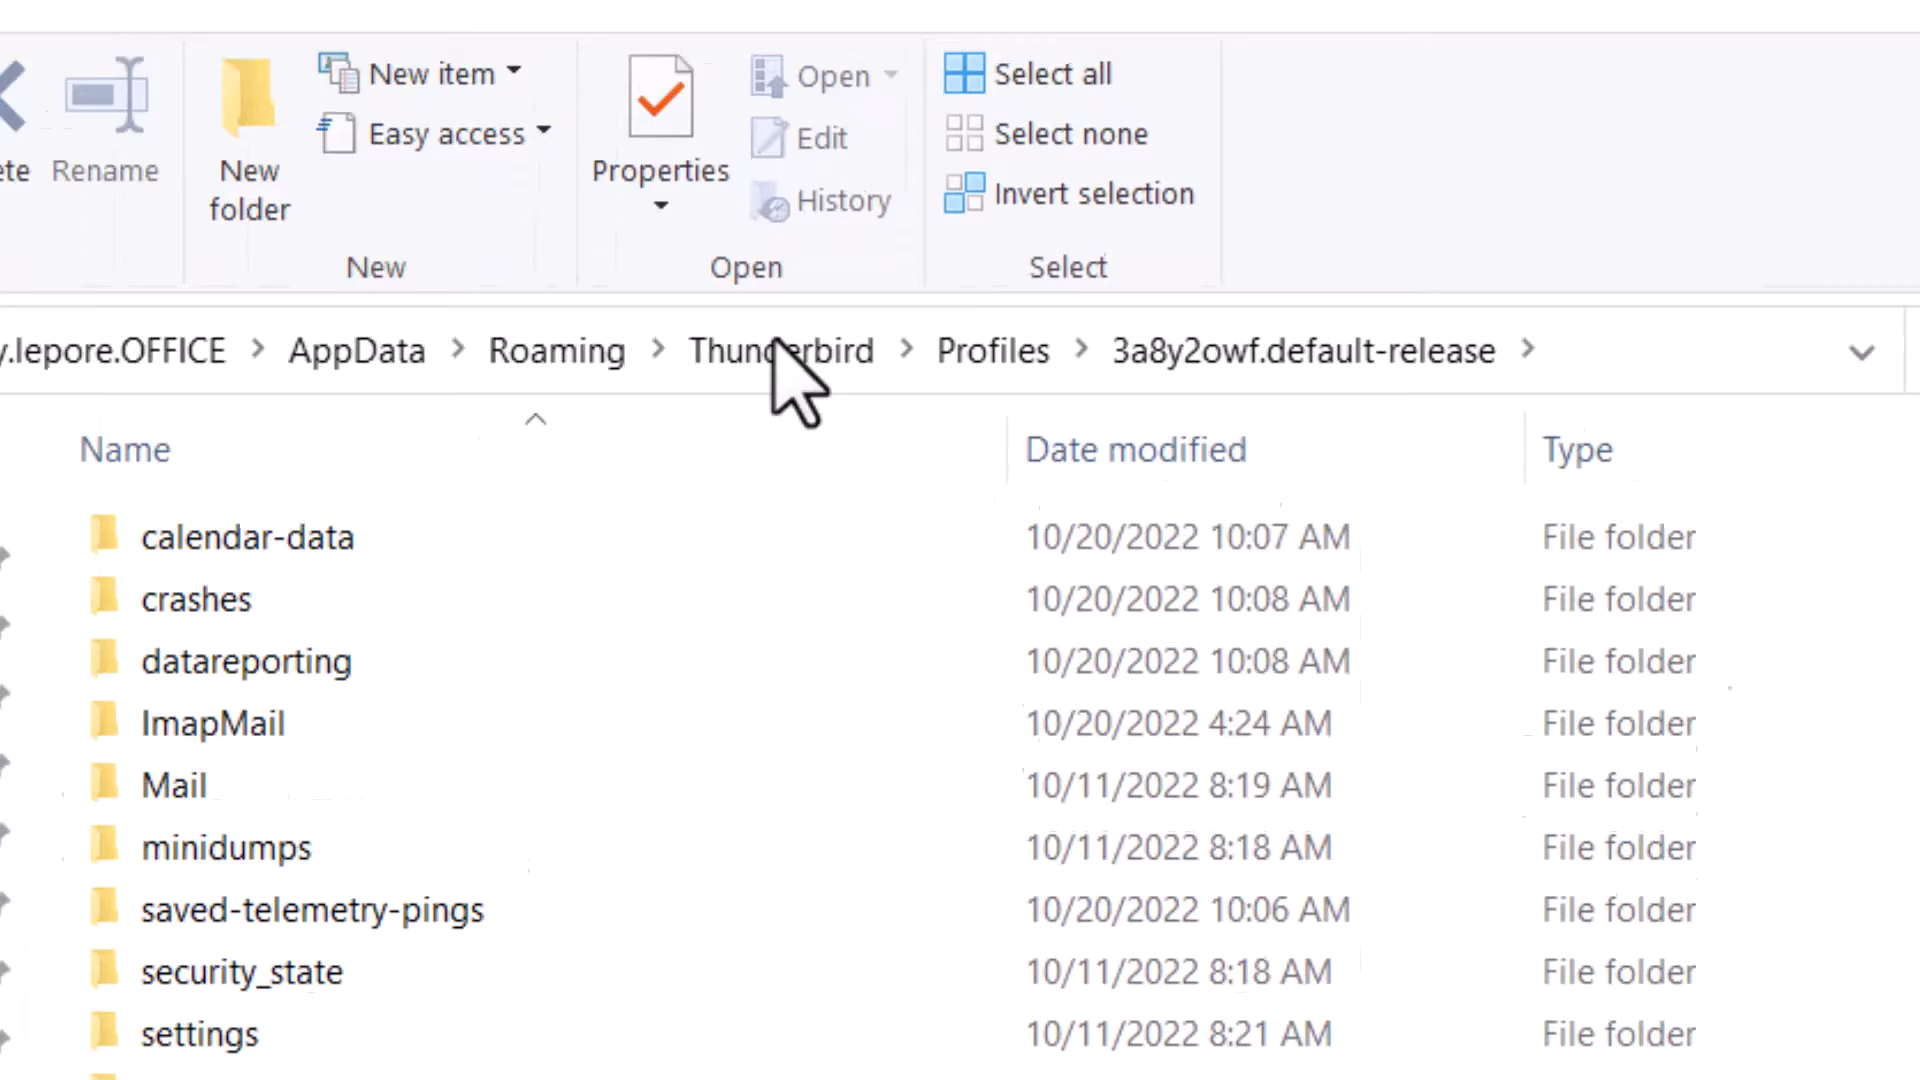 New item
Open
Select all
Easy access
Edit
Select none
ete
Rename
New
folder
Properties
History
Invert selection
New
Open
Select
y.lepore.OFFICE > AppData > Roaming > Thunderbird > Profiles > 3a8y2owf.default-release >
Name
Date modified
Type
calendar-data 10/20/2022 10:07 AM File folder
crashes 10/20/2022 10:08 AM File folder
datareporting 10/20/2022 10:08 AM File folder
ImapMail 10/20/2022 4:24 AM File folder
Mail 10/11/2022 8:19 AM File folder
minidumps 10/11/2022 8:18 AM File folder
saved-telemetry-pings 10/20/2022 10:06 AM File folder
security_state 10/11/2022 8:18 AM File folder
settings 10/11/2022 8:21 AM File folder